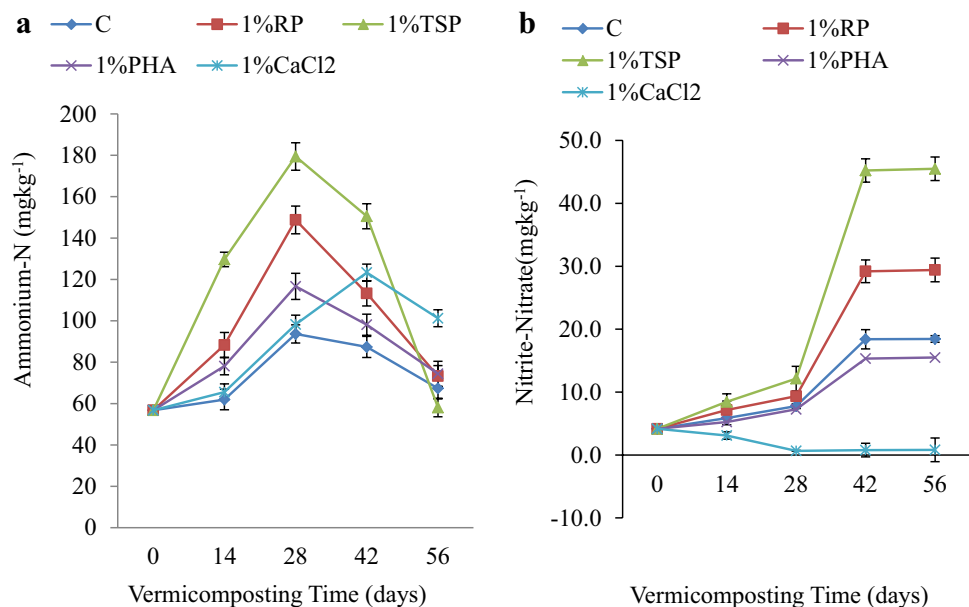 a
C 1%RP 1%TSP
1%PHA 1%CaCl2
Ammonium-N (mgkg⁻¹)
200
180
160
140
120
100
80
60
40
20
0
0 14 28 42 56
Vermicomposting Time (days)
b
C 1%RP
1%TSP 1%PHA
1%CaCl2
Nitrite-Nitrate(mgkg⁻¹)
50.0
40.0
30.0
20.0
10.0
0.0
-10.0
0 14 28 42 56
Vermicomposting Time (days)